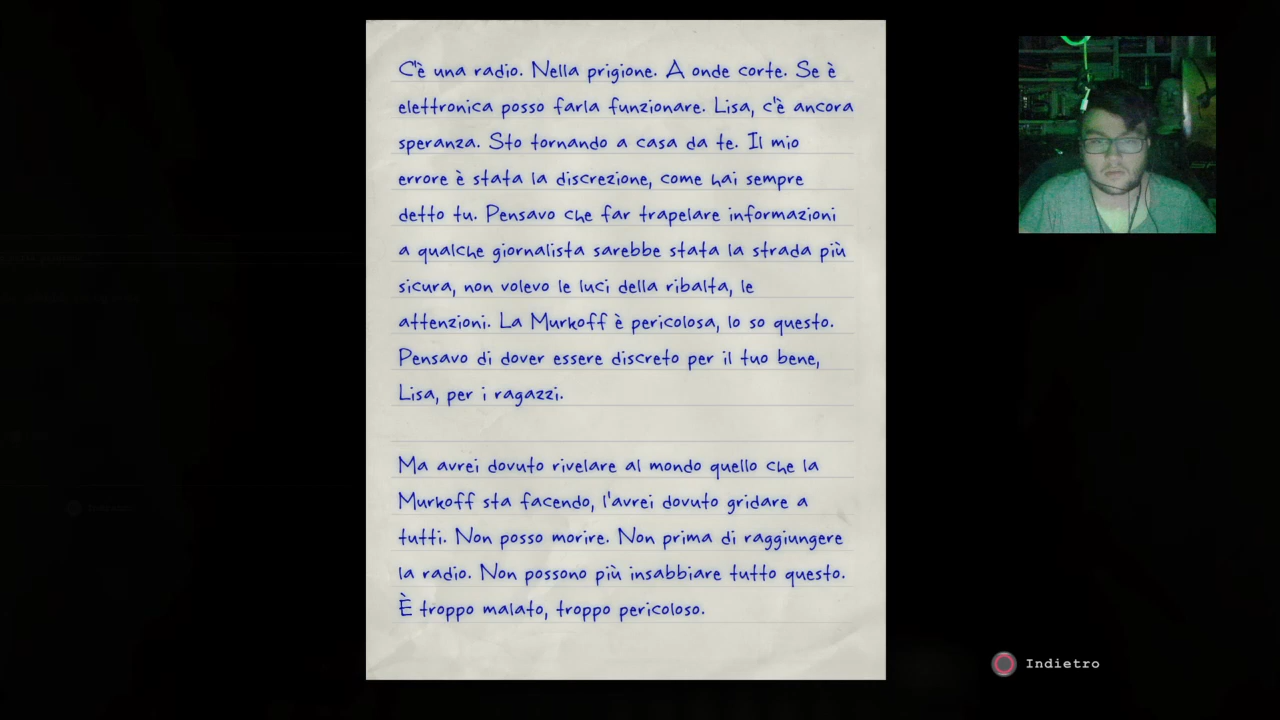 C'è una radio. Nella prigione. A onde corte. Se è
elettronica posso farla funzionare. Lisa, c'è ancora
speranza. Sto tornando a casa da te. Il mio
errore è stata la discrezione, come hai sempre
detto tu. Pensavo che far trapelare informazioni
a qualche giornalista sarebbe stata la strada più
sicura, non volevo le luci della ribalta, le
attenzioni. La Murkoff è pericolosa, lo so questo.
Pensavo di dover essere discreto per il tuo bene,
Lisa, per i ragazzi.
Ma avrei dovuto rivelare al mondo quello che la
Murkoff sta facendo, l'avrei dovuto gridare a
tutti. Non posso morire. Non prima di raggiungere
la radio. Non possono più insabbiare tutto questo.
È troppo malato, troppo pericoloso.
Indietro